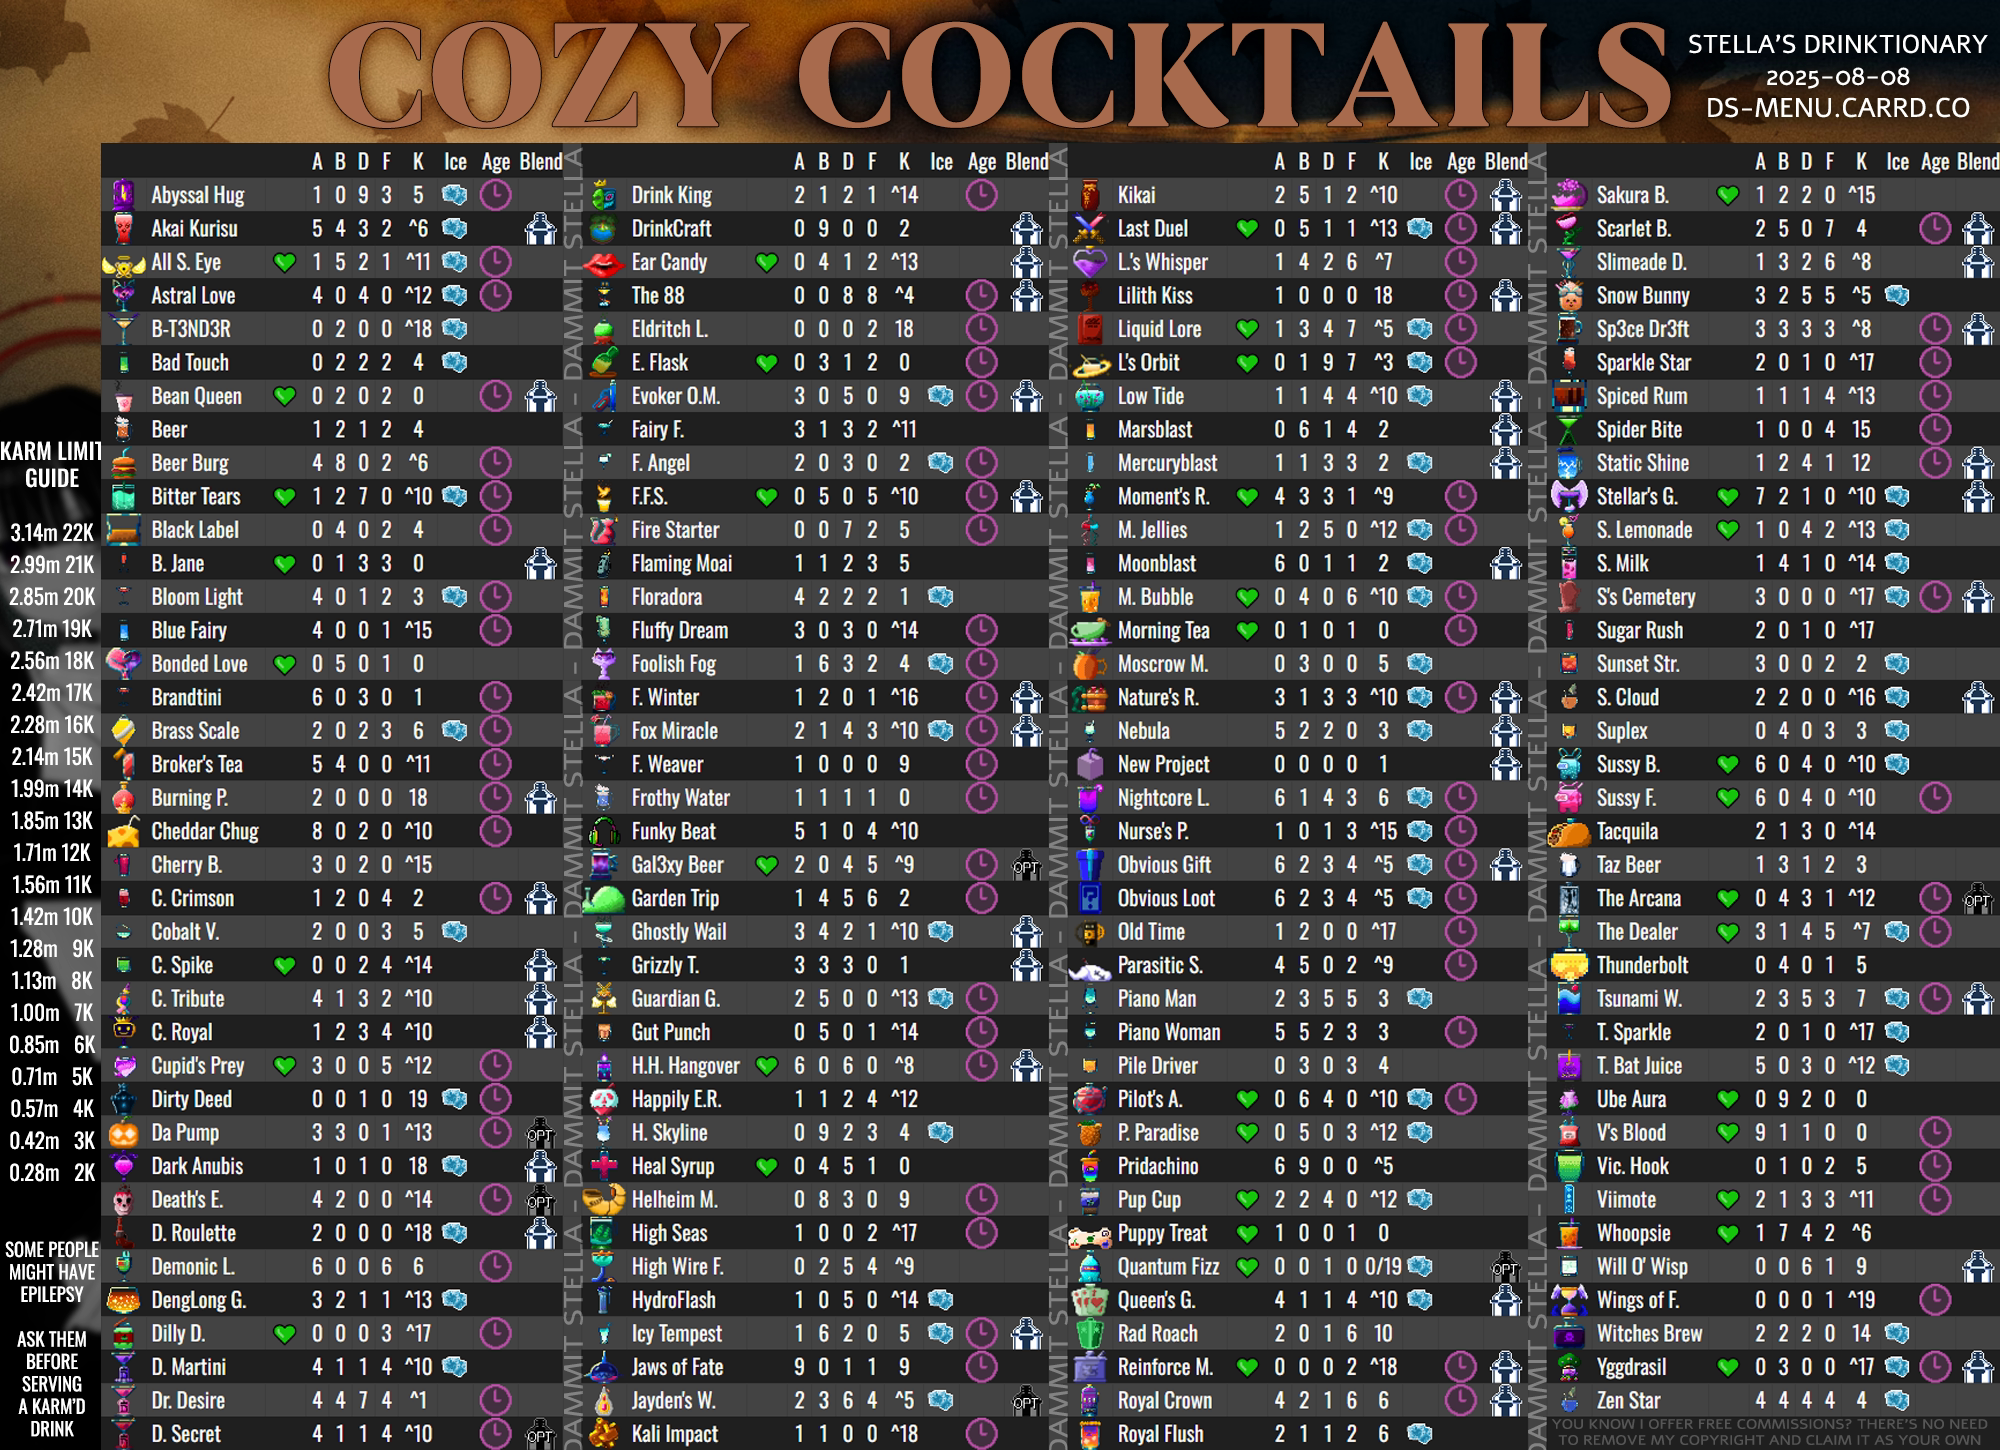 COZY COCKTAILS
STELLA'S DRINKTIONARY
2025-08-08
DS-MENU.CARRD.CO
KARM LIMIT
GUIDE
3.14m 22K
2.99m 21K
2.85m 20K
2.71m 19K
2.56m 18K
2.42m 17K
2.28m 16K
2.14m 15K
1.99m 14K
1.85m 13K
1.71m 12K
1.56m 11K
1.42m 10K
1.28m 9K
1.13m 8K
1.00m 7K
0.85m 6K
0.71m 5K
0.57m 4K
0.42m 3K
0.28m 2K
SOME PEOPLE
MIGHT HAVE
EPILEPSY
ASK THEM
BEFORE
SERVING
A KARM'D
DRINK
A B D F K Ice Age Blend
Abyssal Hug 1 0 9 3 5
Akai Kurisu 5 4 3 2 ^6
All S. Eye 1 5 2 1 ^11
Astral Love 4 0 4 0 ^12
B-T3ND3R 0 2 0 0 ^18
Bad Touch 0 2 2 2 4
Bean Queen 0 2 0 2 0
Beer 1 2 1 2 4
Beer Burg 4 8 0 2 ^6
Bitter Tears 1 2 7 0 ^10
Black Label 0 4 0 2 4
B. Jane 0 1 3 3 0
Bloom Light 4 0 1 2 3
Blue Fairy 4 0 0 1 ^15
Bonded Love 0 5 0 1 0
Brandtini 6 0 3 0 1
Brass Scale 2 0 2 3 6
Broker's Tea 5 4 0 0 ^11
Burning P. 2 0 0 0 18
Cheddar Chug 8 0 2 0 ^10
Cherry B. 3 0 2 0 ^15
C. Crimson 1 2 0 4 2
Cobalt V. 2 0 0 3 5
C. Spike 0 0 2 4 ^14
C. Tribute 4 1 3 2 ^10
C. Royal 1 2 3 4 ^10
Cupid's Prey 3 0 0 5 ^12
Dirty Deed 0 0 1 0 19
Da Pump 3 3 0 1 ^13 OPT
Dark Anubis 1 0 1 0 18
Death's E. 4 2 0 0 ^14 OPT
D. Roulette 2 0 0 0 ^18
Demonic L. 6 0 0 6 6
DengLong G. 3 2 1 1 ^13
Dilly D. 0 0 0 3 ^17
D. Martini 4 1 1 4 ^10
Dr. Desire 4 4 7 4 ^1
D. Secret 4 1 1 4 ^10 OPT
DAMMIT STELLA - DAMMIT STELLA - DAMMIT STELLA - DAMMIT STELLA
A B D F K Ice Age Blend
Drink King 2 1 2 1 ^14
DrinkCraft 0 9 0 0 2
Ear Candy 0 4 1 2 ^13
The 88 0 0 8 8 ^4
Eldritch L. 0 0 0 2 18
E. Flask 0 3 1 2 0
Evoker O.M. 3 0 5 0 9
Fairy F. 3 1 3 2 ^11
F. Angel 2 0 3 0 2
F.F.S. 0 5 0 5 ^10
Fire Starter 0 0 7 2 5
Flaming Moai 1 1 2 3 5
Floradora 4 2 2 2 1
Fluffy Dream 3 0 3 0 ^14
Foolish Fog 1 6 3 2 4
F. Winter 1 2 0 1 ^16
Fox Miracle 2 1 4 3 ^10
F. Weaver 1 0 0 0 9
Frothy Water 1 1 1 1 0
Funky Beat 5 1 0 4 ^10
Gal3xy Beer 2 0 4 5 ^9 OPT
Garden Trip 1 4 5 6 2
Ghostly Wail 3 4 2 1 ^10
Grizzly T. 3 3 3 0 1
Guardian G. 2 5 0 0 ^13
Gut Punch 0 5 0 1 ^14
H.H. Hangover 6 0 6 0 ^8
Happily E.R. 1 1 2 4 ^12
H. Skyline 0 9 2 3 4
Heal Syrup 0 4 5 1 0
Helheim M. 0 8 3 0 9
High Seas 1 0 0 2 ^17
High Wire F. 0 2 5 4 ^9
HydroFlash 1 0 5 0 ^14
Icy Tempest 1 6 2 0 5
Jaws of Fate 9 0 1 1 9
Jayden's W. 2 3 6 4 ^5 OPT
Kali Impact 1 1 0 0 ^18
DAMMIT STELLA - DAMMIT STELLA - DAMMIT STELLA - DAMMIT STELLA
A B D F K Ice Age Blend
Kikai 2 5 1 2 ^10
Last Duel 0 5 1 1 ^13
L.'s Whisper 1 4 2 6 ^7
Lilith Kiss 1 0 0 0 18
Liquid Lore 1 3 4 7 ^5
L's Orbit 0 1 9 7 ^3
Low Tide 1 1 4 4 ^10
Marsblast 0 6 1 4 2
Mercuryblast 1 1 3 3 2
Moment's R. 4 3 3 1 ^9
M. Jellies 1 2 5 0 ^12
Moonblast 6 0 1 1 2
M. Bubble 0 4 0 6 ^10
Morning Tea 0 1 0 1 0
Moscrow M. 0 3 0 0 5
Nature's R. 3 1 3 3 ^10
Nebula 5 2 2 0 3
New Project 0 0 0 0 1
Nightcore L. 6 1 4 3 6
Nurse's P. 1 0 1 3 ^15
Obvious Gift 6 2 3 4 ^5
Obvious Loot 6 2 3 4 ^5
Old Time 1 2 0 0 ^17
Parasitic S. 4 5 0 2 ^9
Piano Man 2 3 5 5 3
Piano Woman 5 5 2 3 3
Pile Driver 0 3 0 3 4
Pilot's A. 0 6 4 0 ^10
P. Paradise 0 5 0 3 ^12
Pridachino 6 9 0 0 ^5
Pup Cup 2 2 4 0 ^12
Puppy Treat 1 0 0 1 0
Quantum Fizz 0 0 1 0 0/19 OPT
Queen's G. 4 1 1 4 ^10
Rad Roach 2 0 1 6 10
Reinforce M. 0 0 0 2 ^18
Royal Crown 4 2 1 6 6
Royal Flush 2 1 1 2 6
DAMMIT STELLA - DAMMIT STELLA - DAMMIT STELLA - DAMMIT STELLA
A B D F K Ice Age Blend
Sakura B. 1 2 2 0 ^15
Scarlet B. 2 5 0 7 4
Slimeade D. 1 3 2 6 ^8
Snow Bunny 3 2 5 5 ^5
Sp3ce Dr3ft 3 3 3 3 ^8
Sparkle Star 2 0 1 0 ^17
Spiced Rum 1 1 1 4 ^13
Spider Bite 1 0 0 4 15
Static Shine 1 2 4 1 12
Stellar's G. 7 2 1 0 ^10
S. Lemonade 1 0 4 2 ^13
S. Milk 1 4 1 0 ^14
S's Cemetery 3 0 0 0 ^17
Sugar Rush 2 0 1 0 ^17
Sunset Str. 3 0 0 2 2
S. Cloud 2 2 0 0 ^16
Suplex 0 4 0 3 3
Sussy B. 6 0 4 0 ^10
Sussy F. 6 0 4 0 ^10
Tacquila 2 1 3 0 ^14
Taz Beer 1 3 1 2 3
The Arcana 0 4 3 1 ^12 OPT
The Dealer 3 1 4 5 ^7
Thunderbolt 0 4 0 1 5
Tsunami W. 2 3 5 3 7
T. Sparkle 2 0 1 0 ^17
T. Bat Juice 5 0 3 0 ^12
Ube Aura 0 9 2 0 0
V's Blood 9 1 1 0 0
Vic. Hook 0 1 0 2 5
Viimote 2 1 3 3 ^11
Whoopsie 1 7 4 2 ^6
Will O' Wisp 0 0 6 1 9
Wings of F. 0 0 0 1 ^19
Witches Brew 2 2 2 0 14
Yggdrasil 0 3 0 0 ^17
Zen Star 4 4 4 4 4
YOU KNOW I OFFER FREE COMMISSIONS? THERE'S NO NEED
TO REMOVE MY COPYRIGHT AND CLAIM IT AS YOUR OWN